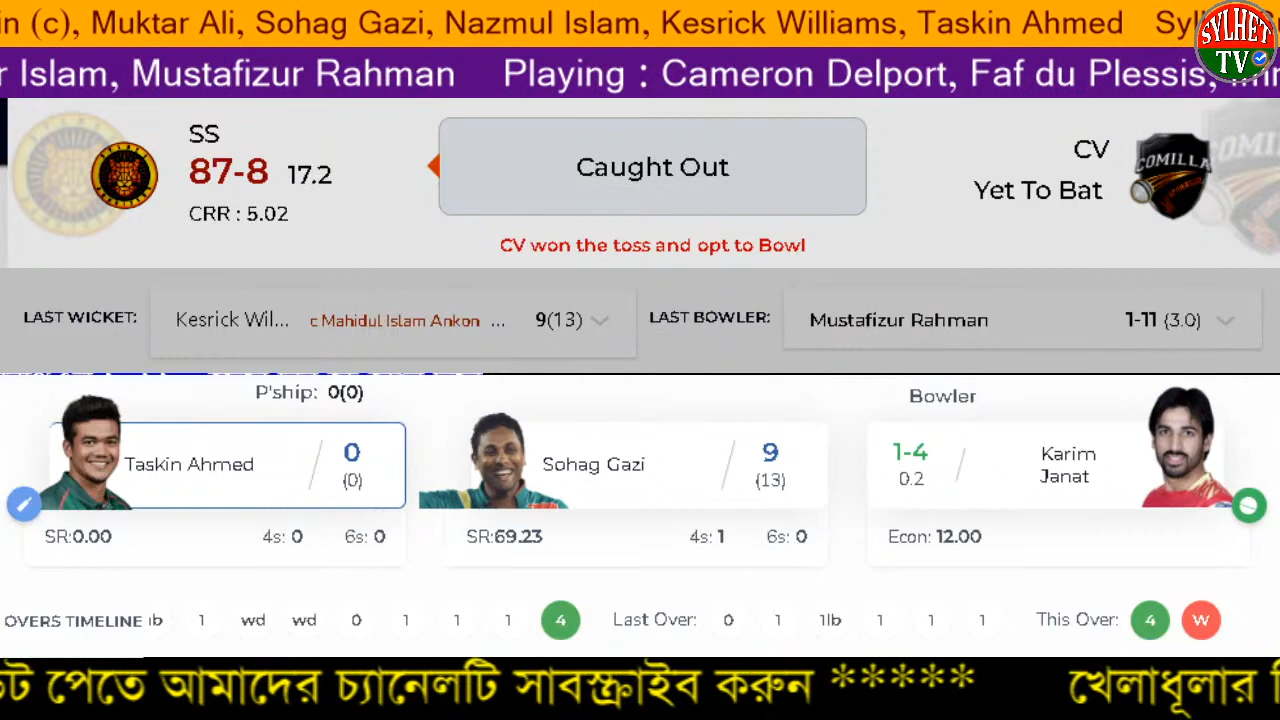 in (c), Muktar Ali, Sohag Gazi, Nazmul Islam, Kesrick Williams, Taskin Ahmed
SYLHET
TV
r Islam, Mustafizur Rahman Playing : Cameron Delport, Faf du Plessis,
SS
87-8 17.2
CRR : 5.02
Caught Out
CV won the toss and opt to Bowl
CV
Yet To Bat
COMILLA
LAST WICKET: Kesrick Wil... c Mahidul Islam Ankon ... 9(13)
LAST BOWLER: Mustafizur Rahman 1-11 (3.0)
P'ship: 0(0)
Taskin Ahmed 0 (0)
SR:0.00 4s: 0 6s: 0
Sohag Gazi 9 (13)
SR:69.23 4s: 1 6s: 0
Bowler
1-4 0.2 Karim Janat
Econ: 12.00
OVERS TIMELINE 1 wd wd 0 1 1 1 4 Last Over: 0 1 1lb 1 1 1 This Over: 4 W
পেতে আমাদের চ্যানেলটি সাবস্ক্রাইব করুন ***** খেলাধূলার